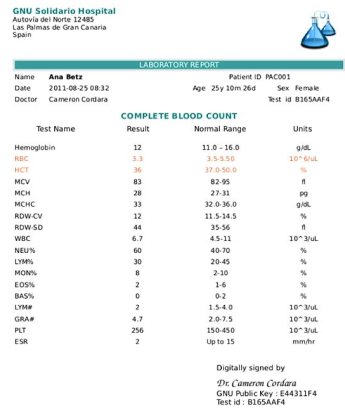 GNU Solidario Hospital
Autovía del Norte 12485
Las Palmas de Gran Canaria
Spain
LABORATORY REPORT
Name Ana Betz Patient ID PAC001
Date 2011-08-25 08:32 Age 25y 10m 26d Sex Female
Doctor Cameron Cordara Test id B165AAF4
COMPLETE BLOOD COUNT
Test Name Result Normal Range Units
Hemoglobin 12 11.0 – 16.0 g/dL
RBC 3.3 3.5-5.50 10^6/uL
HCT 36 37.0-50.0 %
MCV 83 82-95 fl
MCH 28 27-31 pg
MCHC 33 32.0-36.0 g/dL
RDW-CV 12 11.5-14.5 %
RDW-SD 44 35-56 fl
WBC 6.7 4.5-11 10^3/uL
NEU% 60 40-70 %
LYM% 30 20-45 %
MON% 8 2-10 %
EOS% 2 1-6 %
BAS% 0 0-2 %
LYM# 2 1.5-4.0 10^3/uL
GRA# 4.7 2.0-7.5 10^3/uL
PLT 256 150-450 10^3/uL
ESR 2 Up to 15 mm/hr
Digitally signed by
Dr. Cameron Cordara
GNU Public Key : E44311F4
Test id : B165AAF4